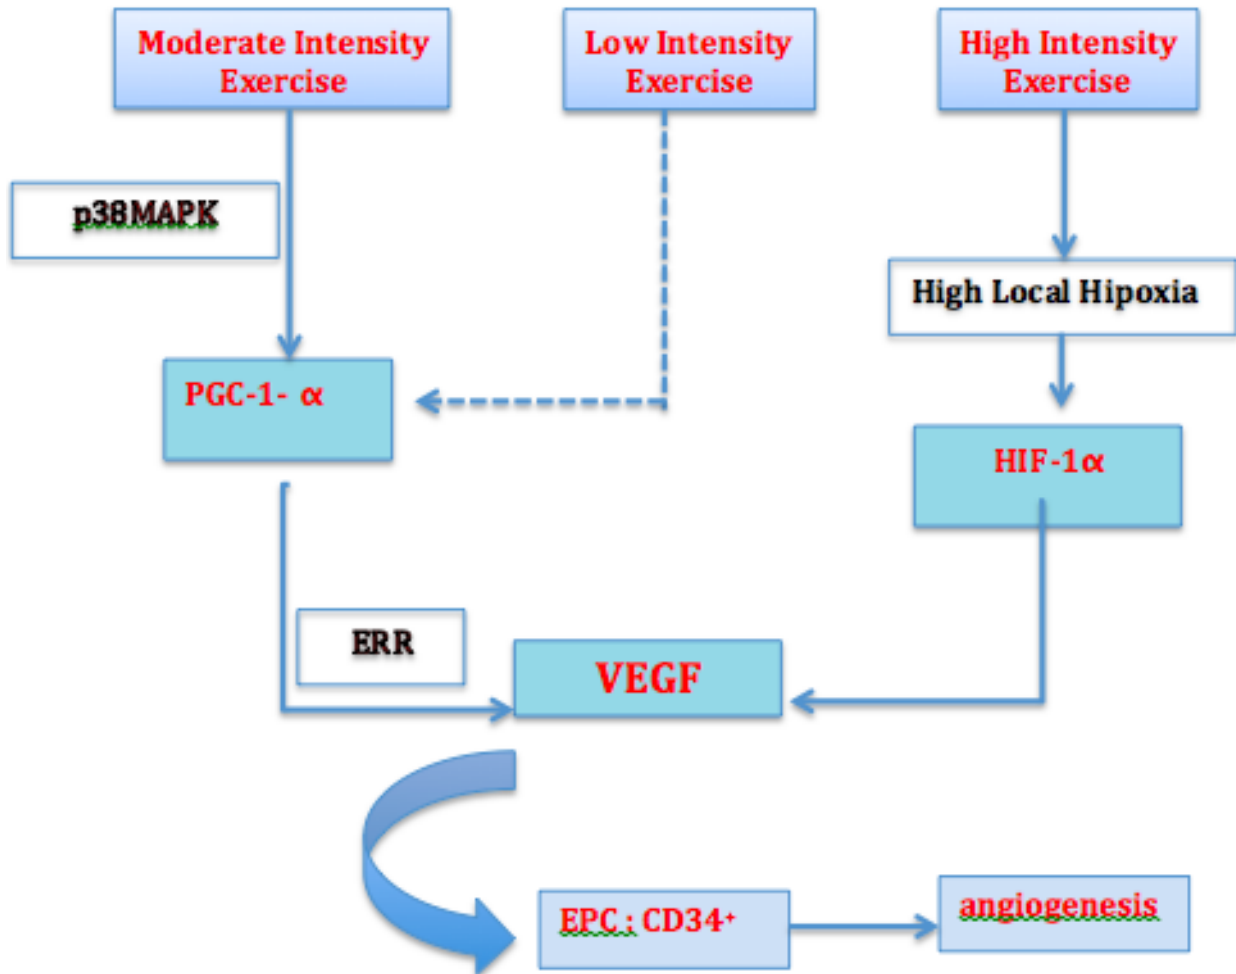 Moderate Intensity
Exercise
Low Intensity
Exercise
High Intensity
Exercise
p38MAPK
High Local Hipoxia
PGC-1- α
HIF-1α
ERR
VEGF
EPC : CD34⁺
angiogenesis